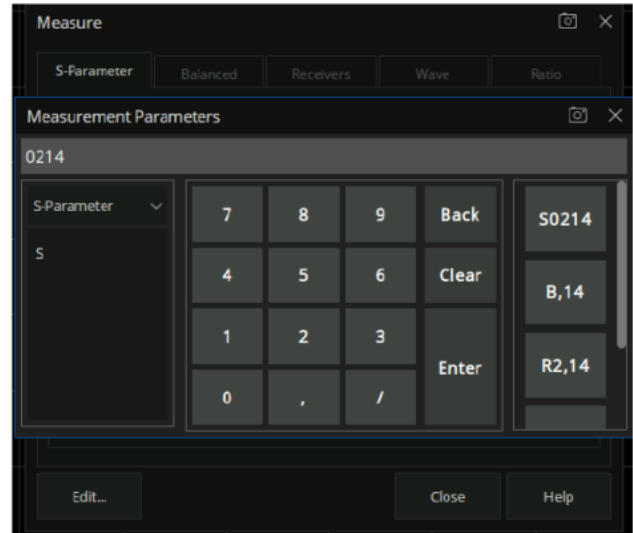 Measure
S-Parameter Balanced Receivers Wave Ratio
Measurement Parameters
0214
S-Parameter
S
7 8 9 Back
4 5 6 Clear
1 2 3
Enter
0 , /
S0214
B,14
R2,14
Edit... Close Help